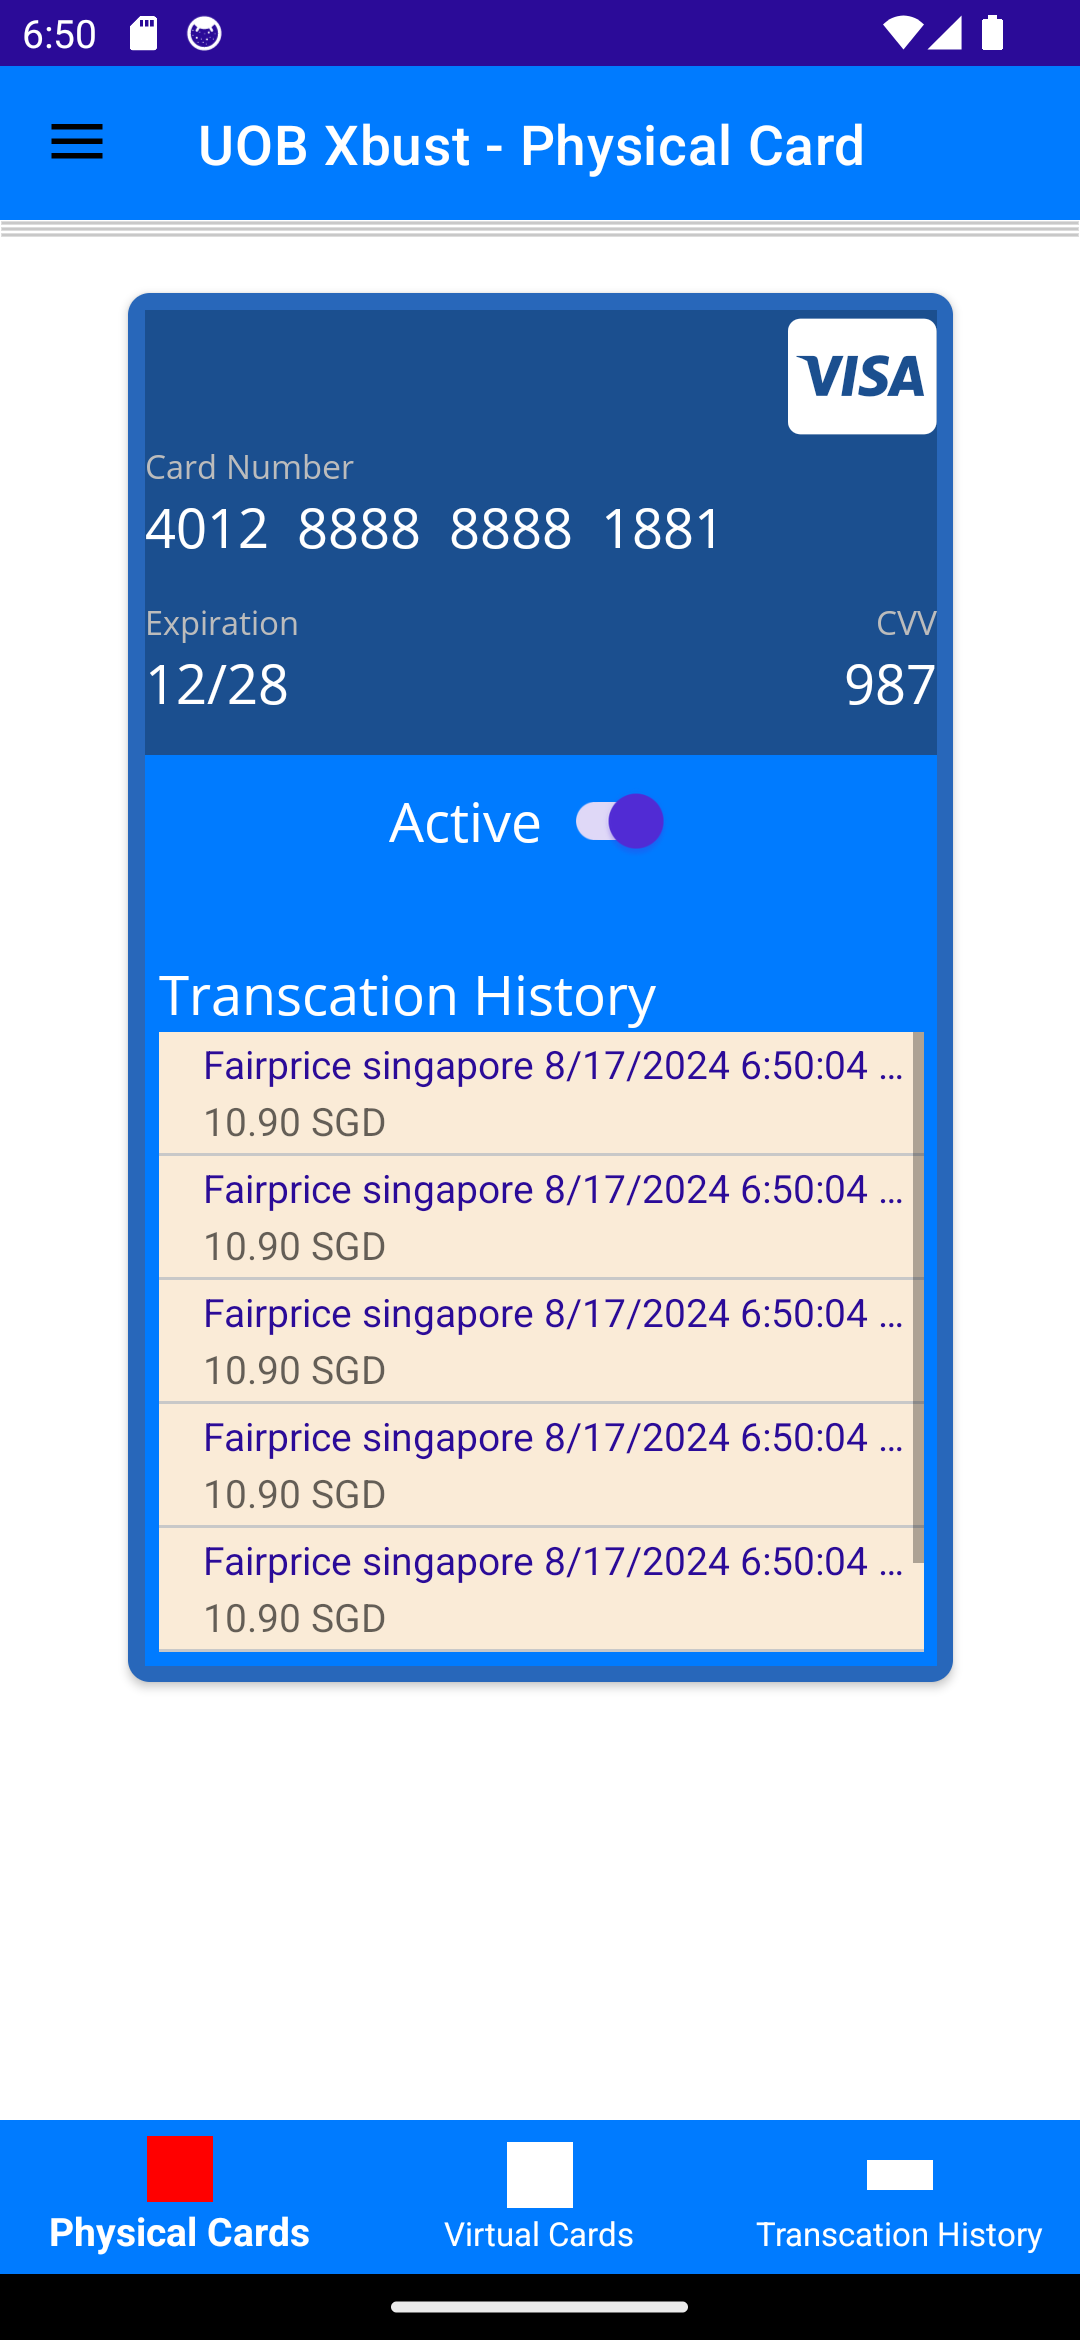 6:50
UOB Xbust - Physical Card
VISA
Card Number
4012 8888 8888 1881
Expiration CVV
12/28 987
Active
Transcation History
Fairprice singapore 8/17/2024 6:50:04 ...
10.90 SGD
Fairprice singapore 8/17/2024 6:50:04 ...
10.90 SGD
Fairprice singapore 8/17/2024 6:50:04 ...
10.90 SGD
Fairprice singapore 8/17/2024 6:50:04 ...
10.90 SGD
Fairprice singapore 8/17/2024 6:50:04 ...
10.90 SGD
Physical Cards Virtual Cards Transcation History